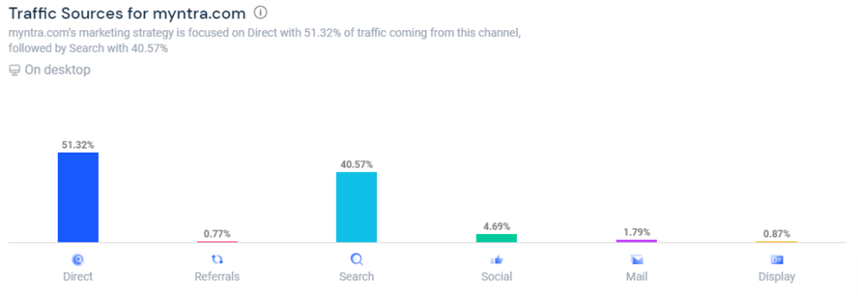 Traffic Sources for myntra.com
myntra.com's marketing strategy is focused on Direct with 51.32% of traffic coming from this channel,
followed by Search with 40.57%
On desktop
51.32%
0.77%
40.57%
4.69%
1.79%
0.87%
Direct
Referrals
Search
Social
Mail
Display